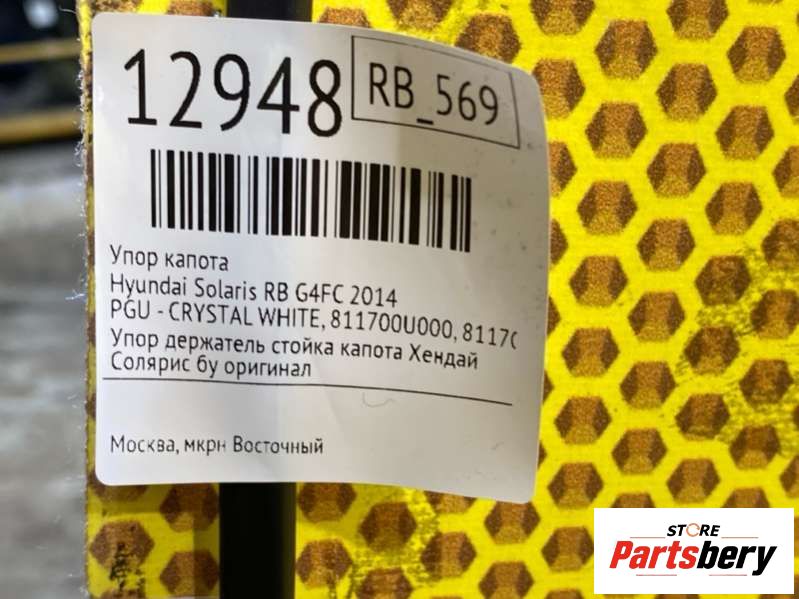 12948
RB_569
Упор капота
Hyundai Solaris RB G4FC 2014
PGU - CRYSTAL WHITE, 811700U000, 8117
Упор держатель стойка капота Хендай
Солярис бу оригинал
Москва, мкрн Восточный
STORE
Partsbery